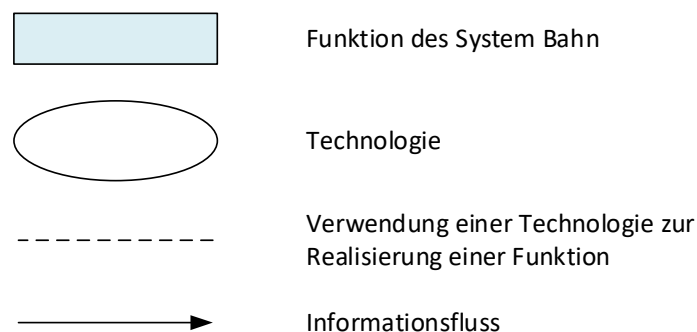 Funktion des System Bahn
Technologie
Verwendung einer Technologie zur
Realisierung einer Funktion
Informationsfluss